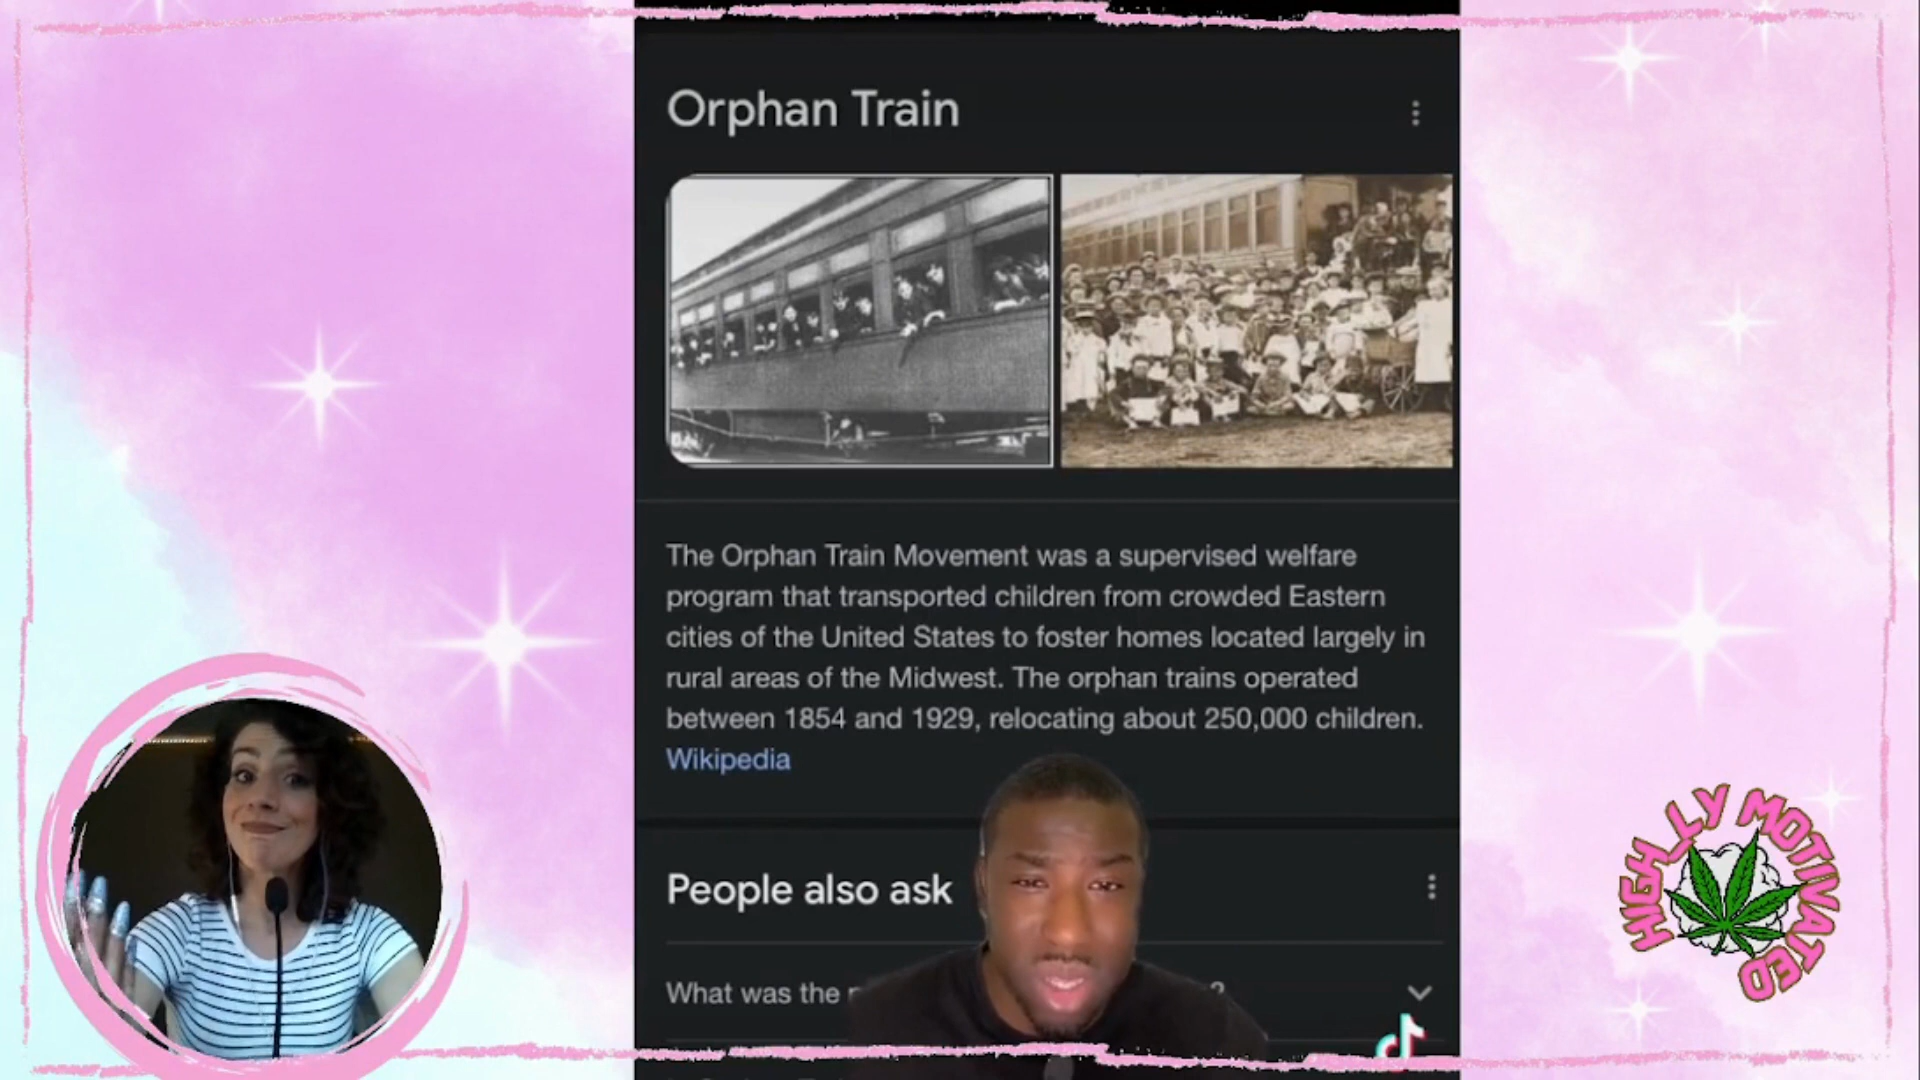 Orphan Train
The Orphan Train Movement was a supervised welfare
program that transported children from crowded Eastern
cities of the United States to foster homes located largely in
rural areas of the Midwest. The orphan trains operated
between 1854 and 1929, relocating about 250,000 children.
Wikipedia
People also ask
What was the
?
HIGH_LY MOTIVATED